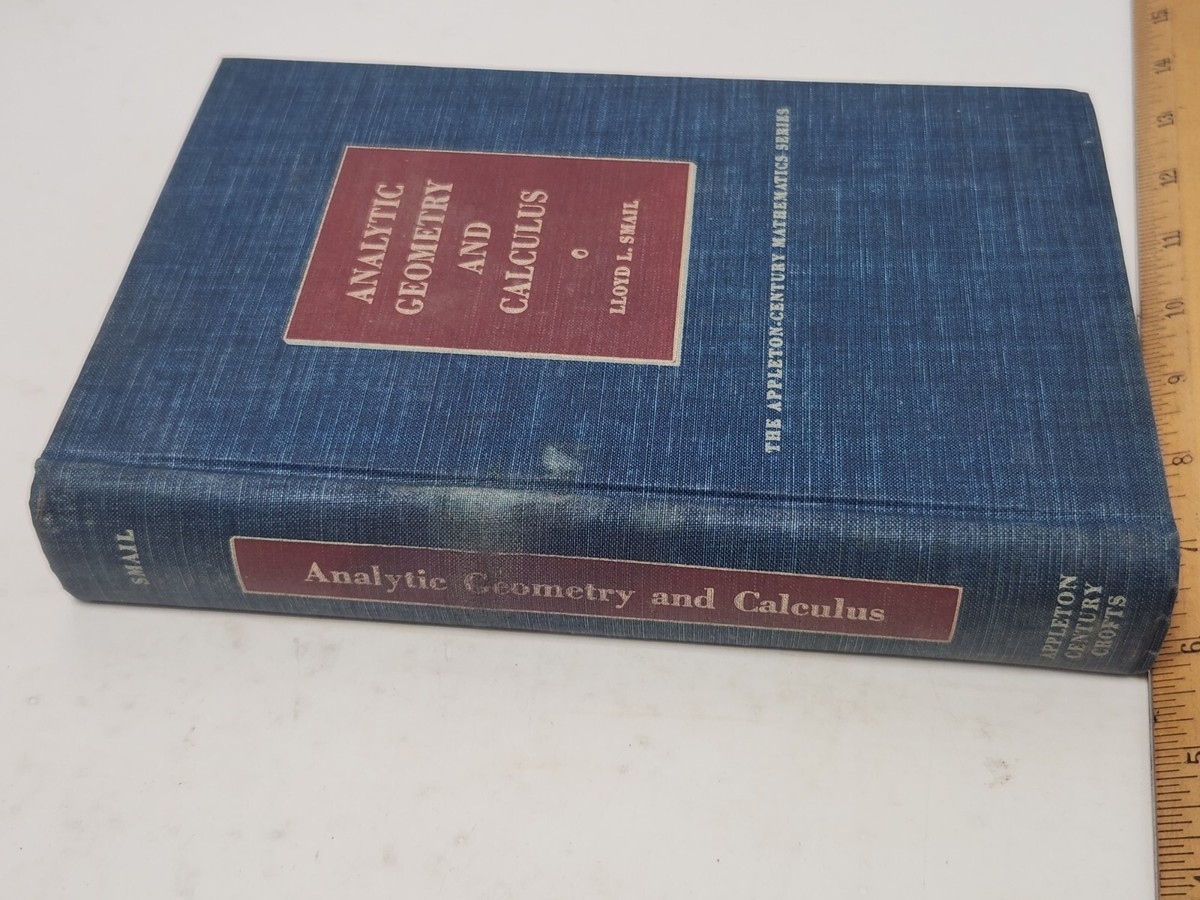 ANALYTIC
GEOMETRY
AND
CALCULUS
LLOYD L. SMAIL
THE APPLETON-CENTURY MATHEMATICS SERIES
SMAIL
Analytic Geometry and Calculus
APPLETON
CENTURY
CROFTS
15
14
13
12
11
10
9
8
7
6
5
4